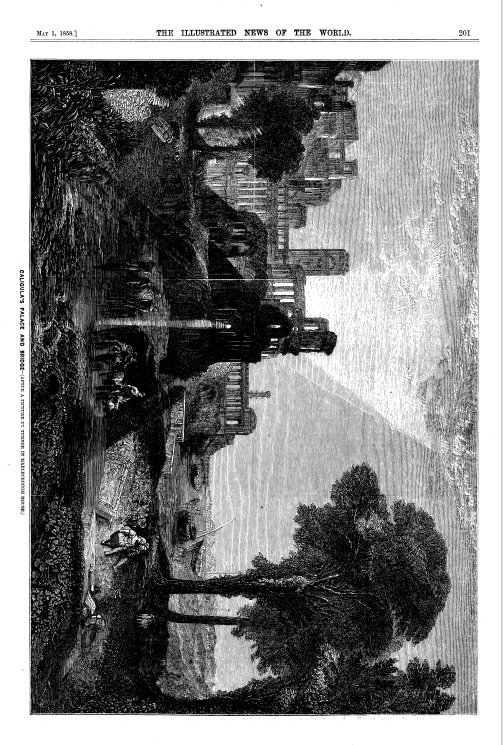 MAY 1, 1858.] THE ILLUSTRATED NEWS OF THE WORLD. 201
CALIGULA'S PALACE AND BRIDGE.—(AFTER A PICTURE BY TURNER IN MARLBOROUGH HOUSE.)